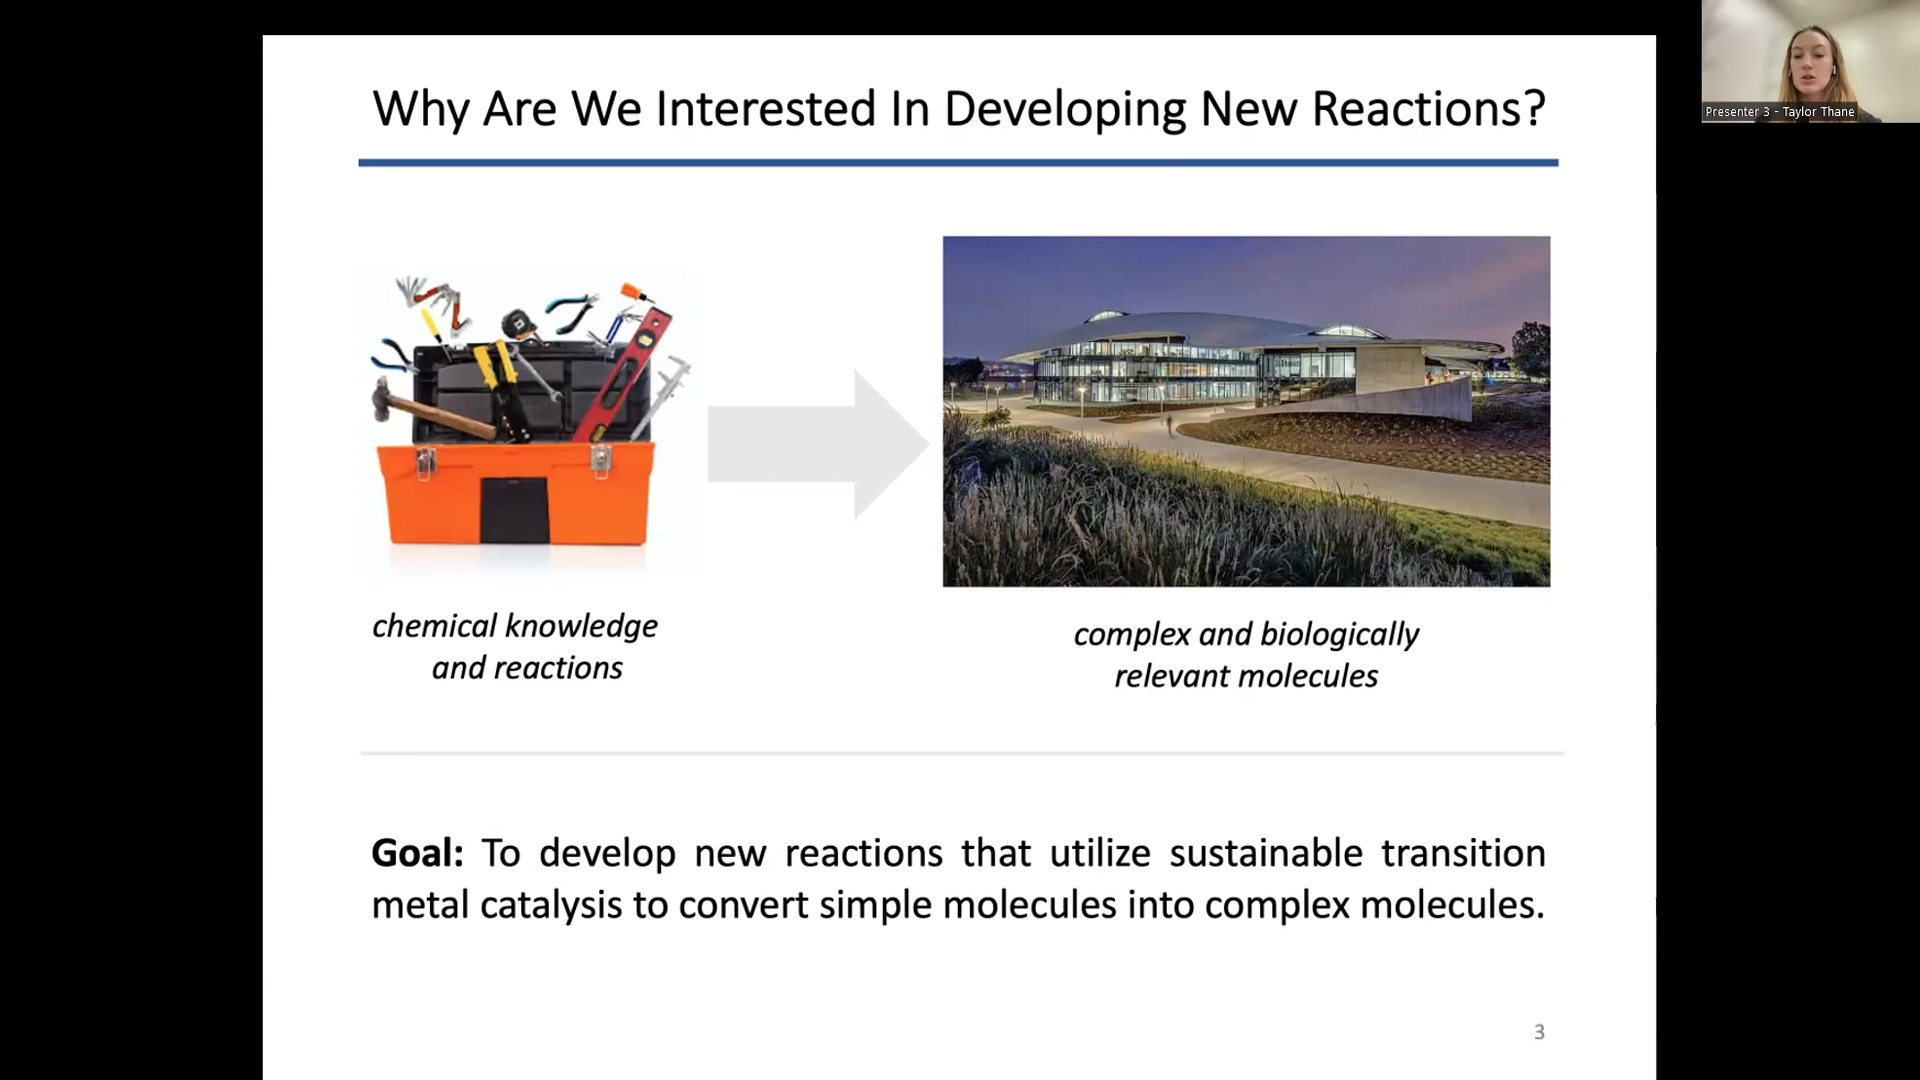 Why Are We Interested In Developing New Reactions?
Presenter 3 - Taylor Thane
chemical knowledge
and reactions
complex and biologically
relevant molecules
Goal: To develop new reactions that utilize sustainable transition
metal catalysis to convert simple molecules into complex molecules.
3